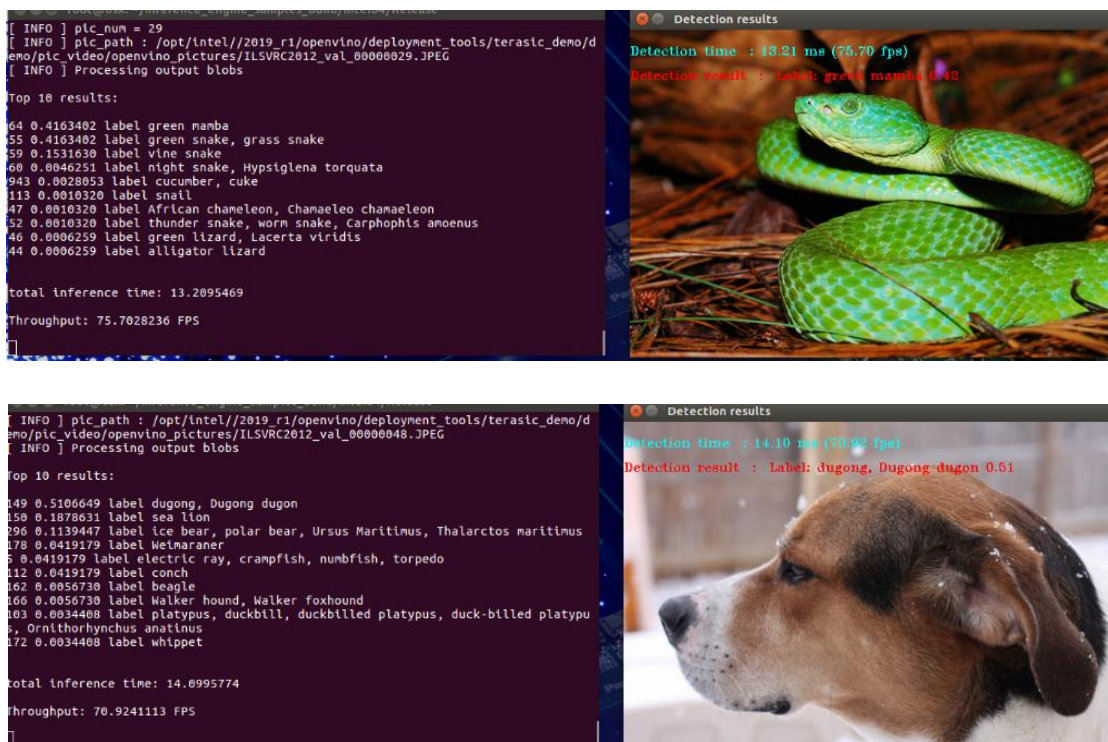 [ INFO ] pic_num = 29
[ INFO ] pic_path : /opt/intel//2019_r1/openvino/deployment_tools/terasic_demo/d
emo/pic_video/openvino_pictures/ILSVRC2012_val_00000029.JPEG
[ INFO ] Processing output blobs
Top 10 results:
64 0.4163402 label green mamba
55 0.4163402 label green snake, grass snake
59 0.1531630 label vine snake
60 0.0046251 label night snake, Hypsiglena torquata
943 0.0028053 label cucumber, cuke
113 0.0010320 label snail
47 0.0010320 label African chameleon, Chamaeleo chamaeleon
52 0.0010320 label thunder snake, worm snake, Carphophis amoenus
46 0.0006259 label green lizard, Lacerta viridis
44 0.0006259 label alligator lizard
total inference time: 13.2095469
Throughput: 75.7028236 FPS
Detection results
Detection time : 13.21 ms (75.70 fps)
Detection result : Label: green mamba 0.42
[ INFO ] pic_path : /opt/intel//2019_r1/openvino/deployment_tools/terasic_demo/d
emo/pic_video/openvino_pictures/ILSVRC2012_val_00000048.JPEG
[ INFO ] Processing output blobs
Top 10 results:
149 0.5106649 label dugong, Dugong dugon
150 0.1878631 label sea lion
296 0.1139447 label ice bear, polar bear, Ursus Maritimus, Thalarctos maritimus
178 0.0419179 label Weimaraner
5 0.0419179 label electric ray, crampfish, numbfish, torpedo
112 0.0419179 label conch
162 0.0056730 label beagle
166 0.0056730 label Walker hound, Walker foxhound
103 0.0034408 label platypus, duckbill, duckbilled platypus, duck-billed platypu
s, Ornithorhynchus anatinus
172 0.0034408 label whippet
total inference time: 14.0995774
Throughput: 70.9241113 FPS
Detection results
Detection time : 14.10 ms (70.92 fps)
Detection result : Label: dugong, Dugong dugon 0.51